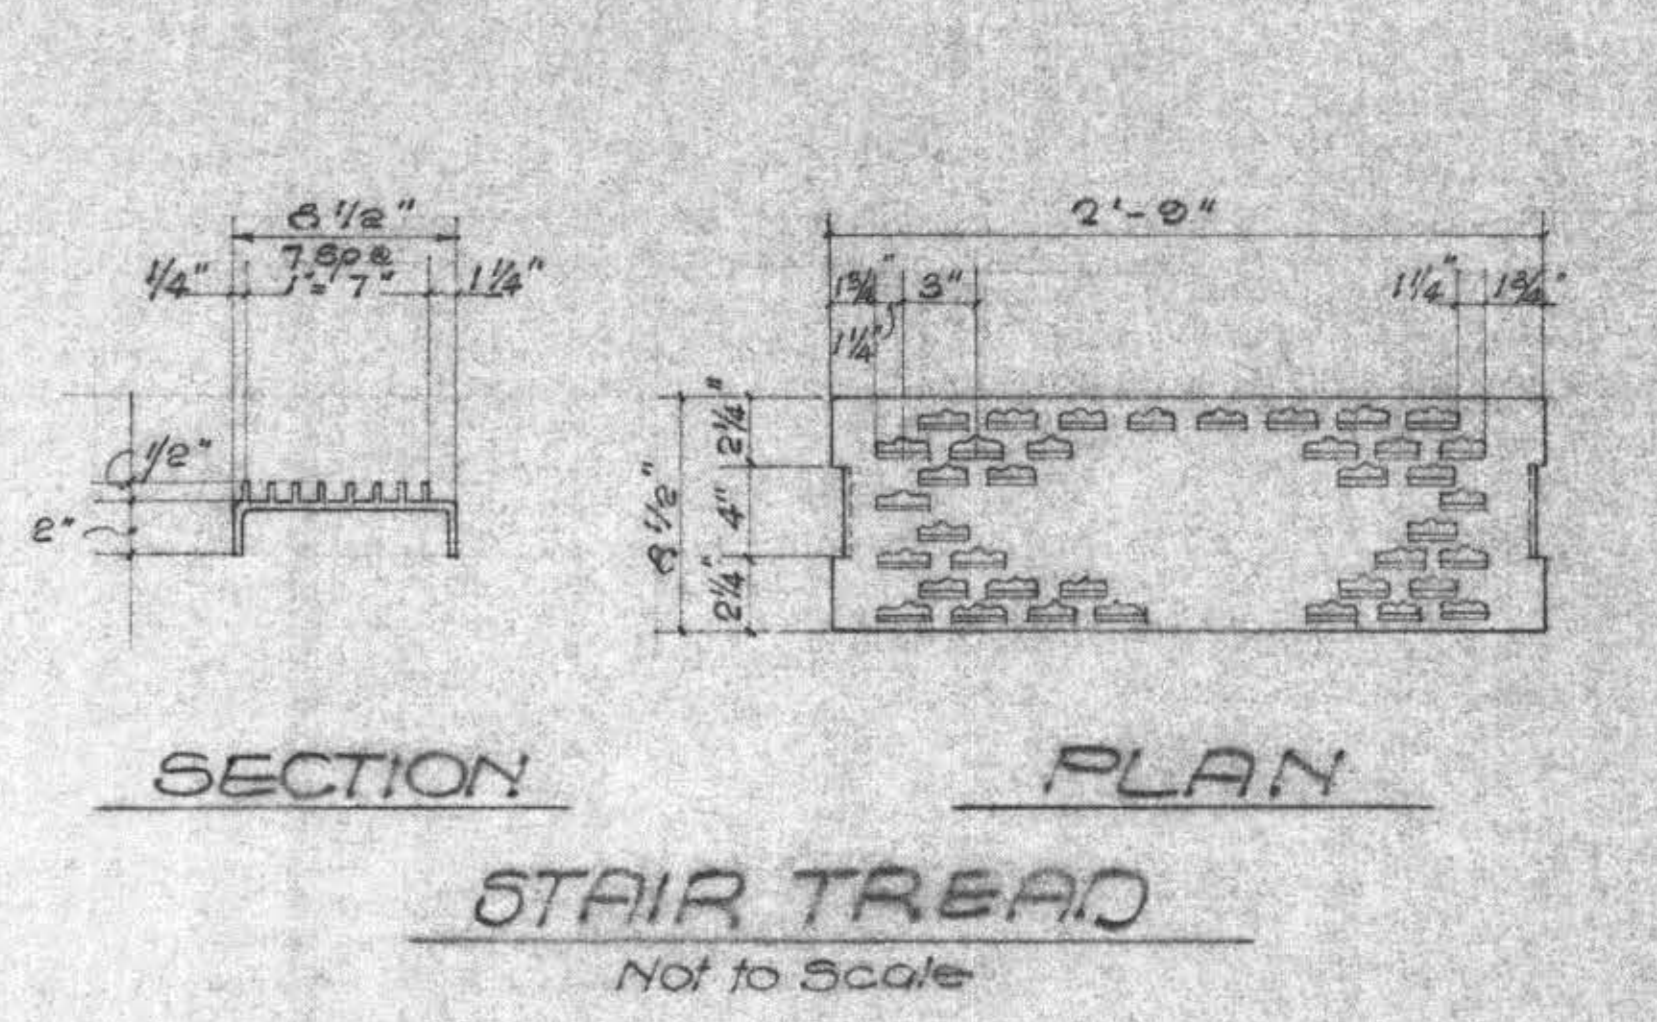 8 1/2"
7 Spa
1/4" 1"=7" 1 1/4"
1/2"
2"
SECTION
2'-9"
1 3/4" 3" 1 1/4" 1 3/4"
1 1/4"
2 1/4"
8 1/2" 4"
2 1/4"
PLAN
STAIR TREAD
Not to Scale